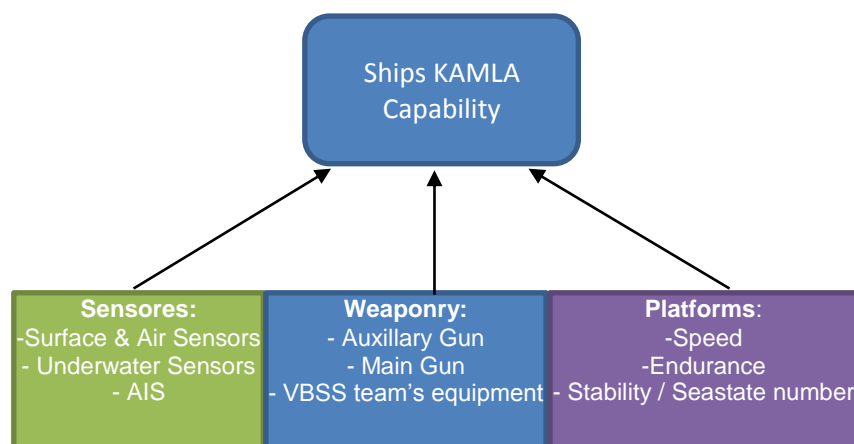 Ships KAMLA
Capability
Sensores:
-Surface & Air Sensors
- Underwater Sensors
- AIS
Weaponry:
- Auxillary Gun
- Main Gun
- VBSS team’s equipment
Platforms:
-Speed
-Endurance
- Stability / Seastate number